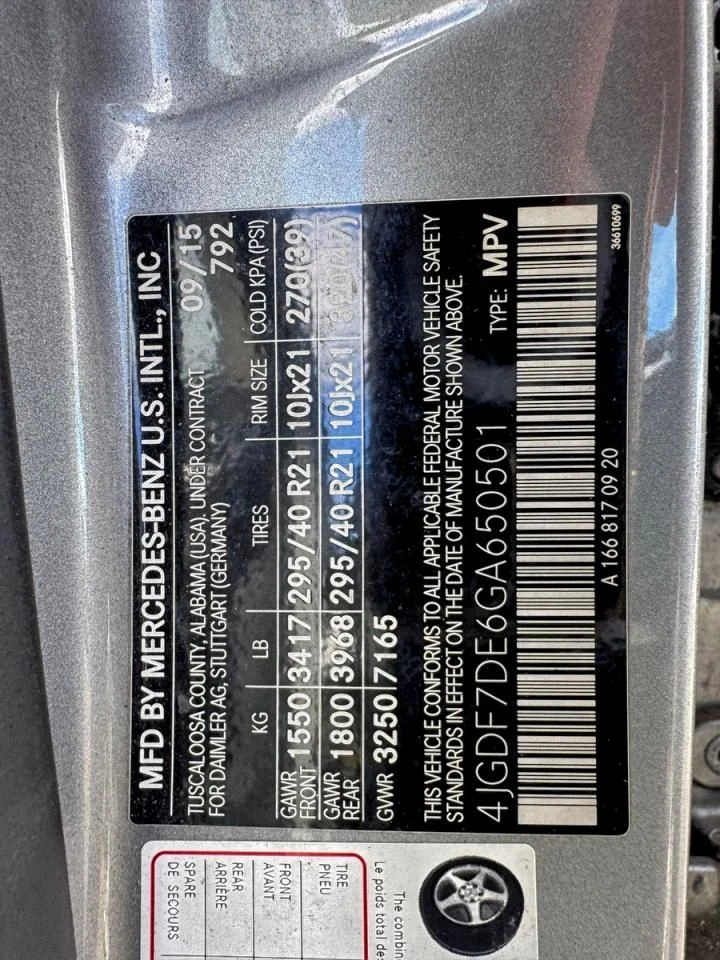 MFD BY MERCEDES-BENZ U.S. INTL., INC
TUSCALOOSA COUNTY, ALABAMA (USA), UNDER CONTRACT 09/15
FOR DAIMLER AG, STUTTGART (GERMANY) 792
KG LB TIRES RIM SIZE COLD KPA(PSI)
GAWR FRONT 1550 3417 295/40 R21 10Jx21 270(39)
GAWR REAR 1800 3968 295/40 R21 10Jx21
GVWR 3250 7165
THIS VEHICLE CONFORMS TO ALL APPLICABLE FEDERAL MOTOR VEHICLE SAFETY
STANDARDS IN EFFECT ON THE DATE OF MANUFACTURE SHOWN ABOVE.
4JGDF7DE6GA650501 TYPE: MPV
A 166 817 09 20
36610699
The combin
Le poids total des
TIRE
PNEU
FRONT
AVANT
REAR
ARRIÈRE
SPARE
DE SECOURS